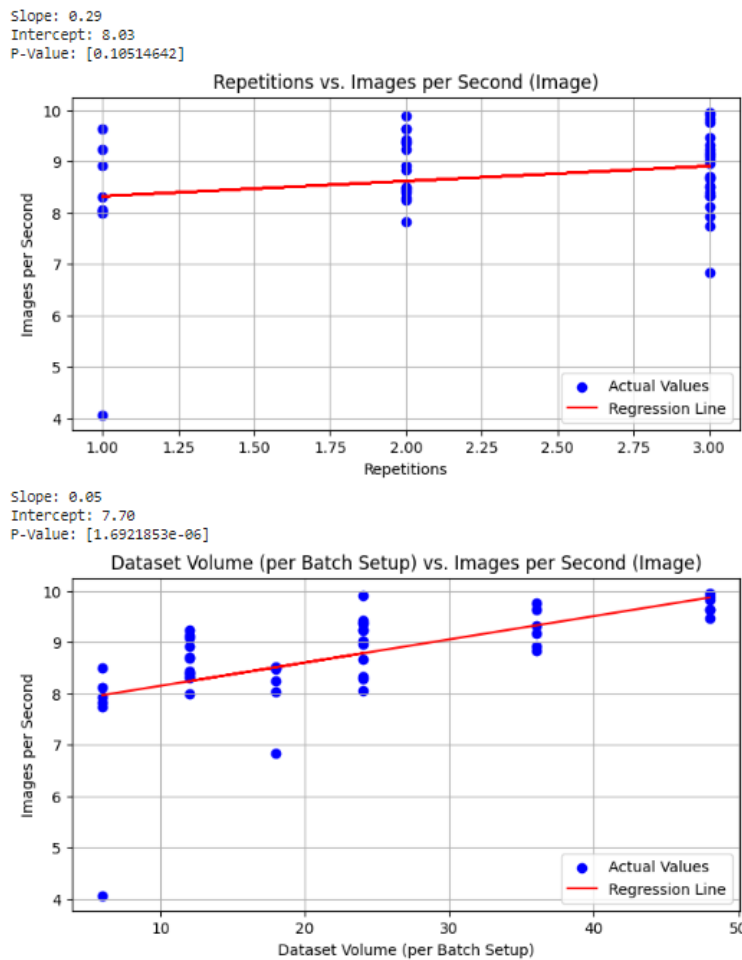 Slope: 0.29
Intercept: 8.03
P-Value: [0.10514642]
Repetitions vs. Images per Second (Image)
10
9
8
7
6
5
4
Images per Second
Actual Values
Regression Line
1.00 1.25 1.50 1.75 2.00 2.25 2.50 2.75 3.00
Repetitions
Slope: 0.05
Intercept: 7.70
P-Value: [1.6921853e-06]
Dataset Volume (per Batch Setup) vs. Images per Second (Image)
10
9
8
7
6
5
4
Images per Second
Actual Values
Regression Line
10 20 30 40 50
Dataset Volume (per Batch Setup)